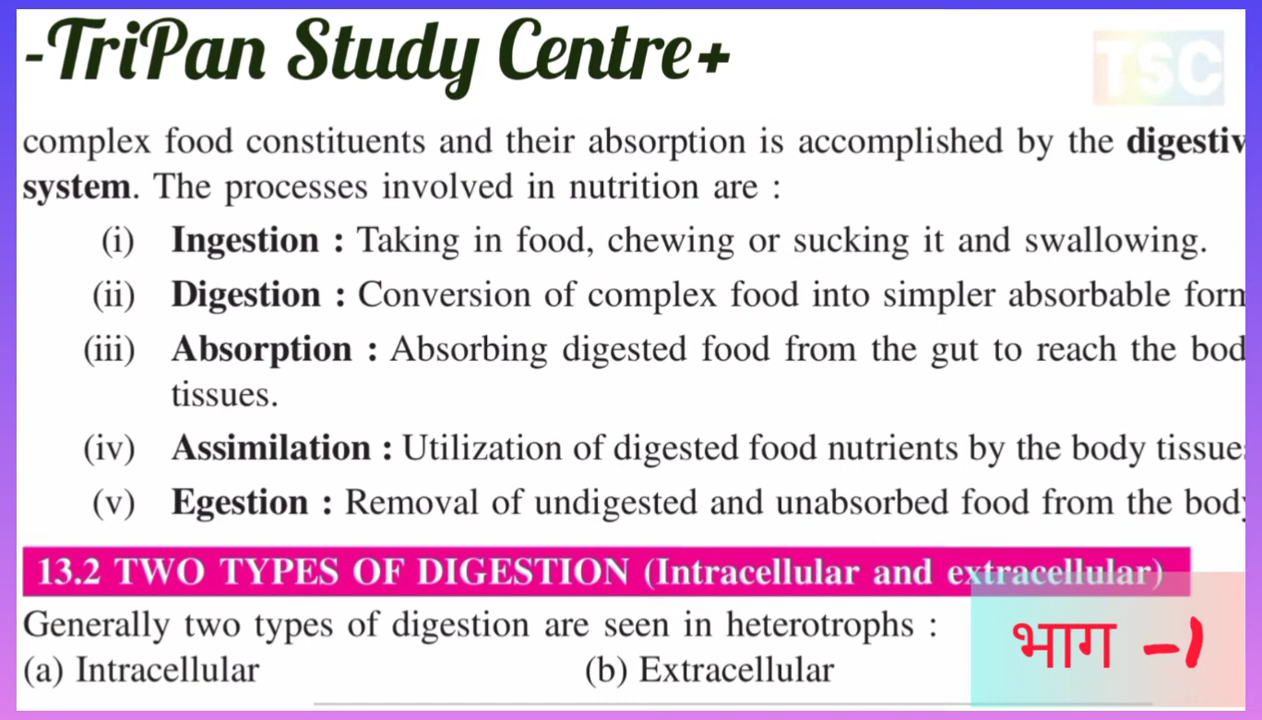 -TriPan Study Centre+
TSC
complex food constituents and their absorption is accomplished by the digestiv
system. The processes involved in nutrition are :
(i) Ingestion : Taking in food, chewing or sucking it and swallowing.
(ii) Digestion : Conversion of complex food into simpler absorbable form
(iii) Absorption : Absorbing digested food from the gut to reach the bod
tissues.
(iv) Assimilation : Utilization of digested food nutrients by the body tissue
(v) Egestion : Removal of undigested and unabsorbed food from the body
13.2 TWO TYPES OF DIGESTION (Intracellular and extracellular)
Generally two types of digestion are seen in heterotrophs :
(a) Intracellular (b) Extracellular
भाग -1